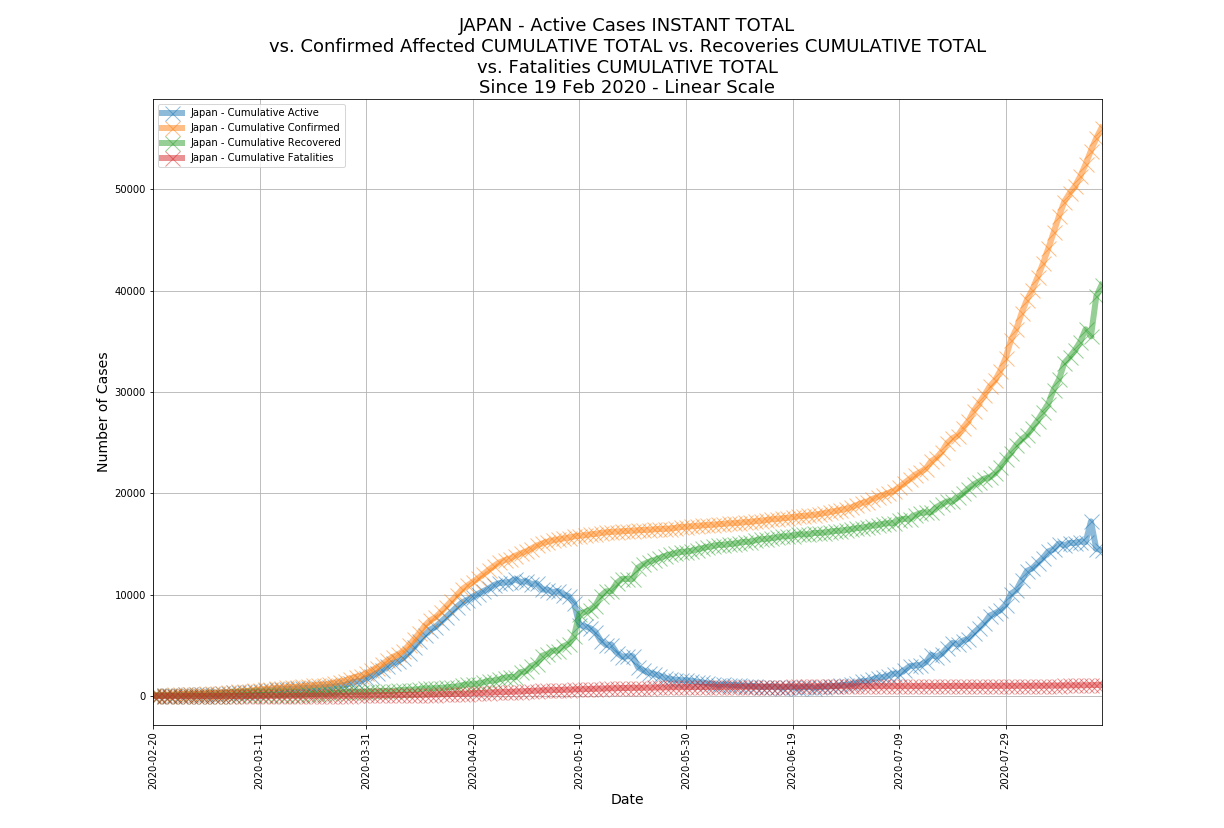 JAPAN - Active Cases INSTANT TOTAL
vs. Confirmed Affected CUMULATIVE TOTAL vs. Recoveries CUMULATIVE TOTAL
vs. Fatalities CUMULATIVE TOTAL
Since 19 Feb 2020 - Linear Scale
Japan - Cumulative Active
Japan - Cumulative Confirmed
Japan - Cumulative Recovered
Japan - Cumulative Fatalities
Number of Cases
50000
40000
30000
20000
10000
0
2020-02-20
2020-03-11
2020-03-31
2020-04-20
2020-05-10
2020-05-30
2020-06-19
2020-07-09
2020-07-29
Date